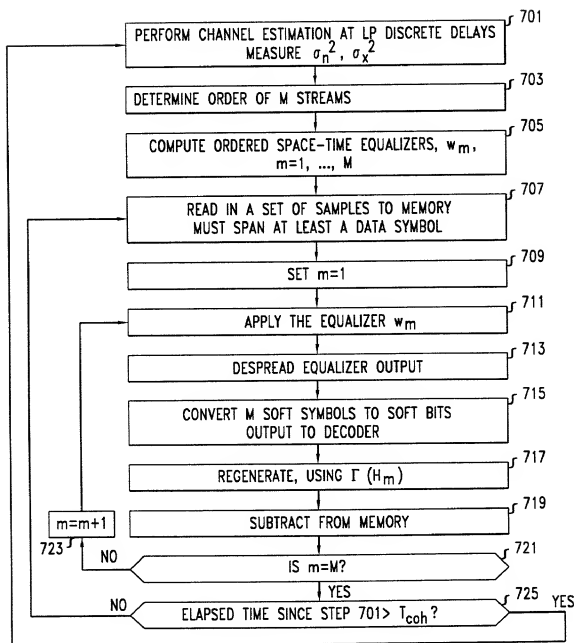 701
PERFORM CHANNEL ESTIMATION AT LP DISCRETE DELAYS
MEASURE σn², σx²
703
DETERMINE ORDER OF M STREAMS
705
COMPUTE ORDERED SPACE-TIME EQUALIZERS, wm,
m=1, ..., M
707
READ IN A SET OF SAMPLES TO MEMORY
MUST SPAN AT LEAST A DATA SYMBOL
709
SET m=1
711
APPLY THE EQUALIZER wm
713
DESPREAD EQUALIZER OUTPUT
715
CONVERT M SOFT SYMBOLS TO SOFT BITS
OUTPUT TO DECODER
717
REGENERATE, USING Γ (Hm)
719
SUBTRACT FROM MEMORY
m=m+1
723
721
NO
IS m=M?
YES
725
NO
ELAPSED TIME SINCE STEP 701> Tcoh?
YES